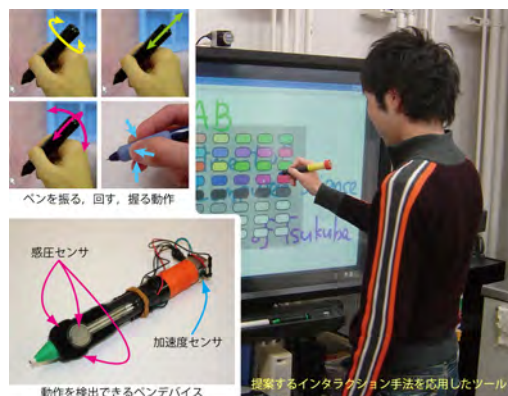 ペンを振る，回す，握る動作
感圧センサ
加速度センサ
動作を検出できるペンデバイス
AB
of Tsukuba
提案するインタラクション手法を応用したツール